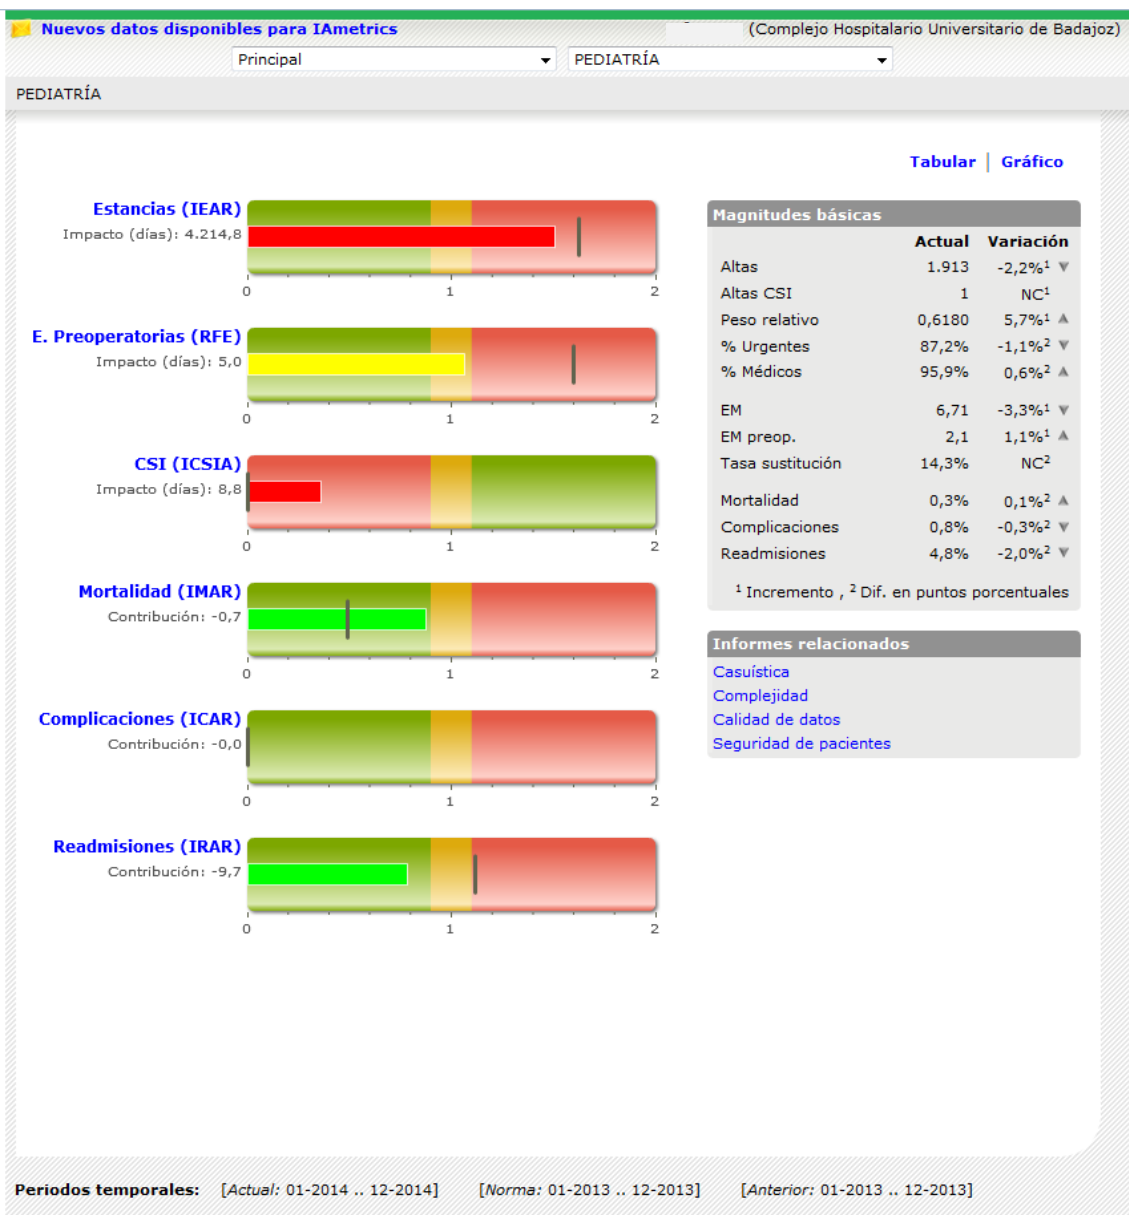 Nuevos datos disponibles para IAmetrics
(Complejo Hospitalario Universitario de Badajoz)
Principal
PEDIATRÍA
PEDIATRÍA
Tabular | Gráfico
Estancias (IEAR)
Impacto (días): 4.214,8
0 1 2
E. Preoperatorias (RFE)
Impacto (días): 5,0
0 1 2
CSI (ICSIA)
Impacto (días): 8,8
0 1 2
Mortalidad (IMAR)
Contribución: -0,7
0 1 2
Complicaciones (ICAR)
Contribución: -0,0
0 1 2
Readmisiones (IRAR)
Contribución: -9,7
0 1 2
Magnitudes básicas
Actual Variación
Altas 1.913 -2,2%¹ ▼
Altas CSI 1 NC¹
Peso relativo 0,6180 5,7%¹ ▲
% Urgentes 87,2% -1,1%² ▼
% Médicos 95,9% 0,6%² ▲
EM 6,71 -3,3%¹ ▼
EM preop. 2,1 1,1%¹ ▲
Tasa sustitución 14,3% NC²
Mortalidad 0,3% 0,1%² ▲
Complicaciones 0,8% -0,3%² ▼
Readmisiones 4,8% -2,0%² ▼
¹ Incremento , ² Dif. en puntos porcentuales
Informes relacionados
Casuística
Complejidad
Calidad de datos
Seguridad de pacientes
Periodos temporales: [Actual: 01-2014 .. 12-2014] [Norma: 01-2013 .. 12-2013] [Anterior: 01-2013 .. 12-2013]